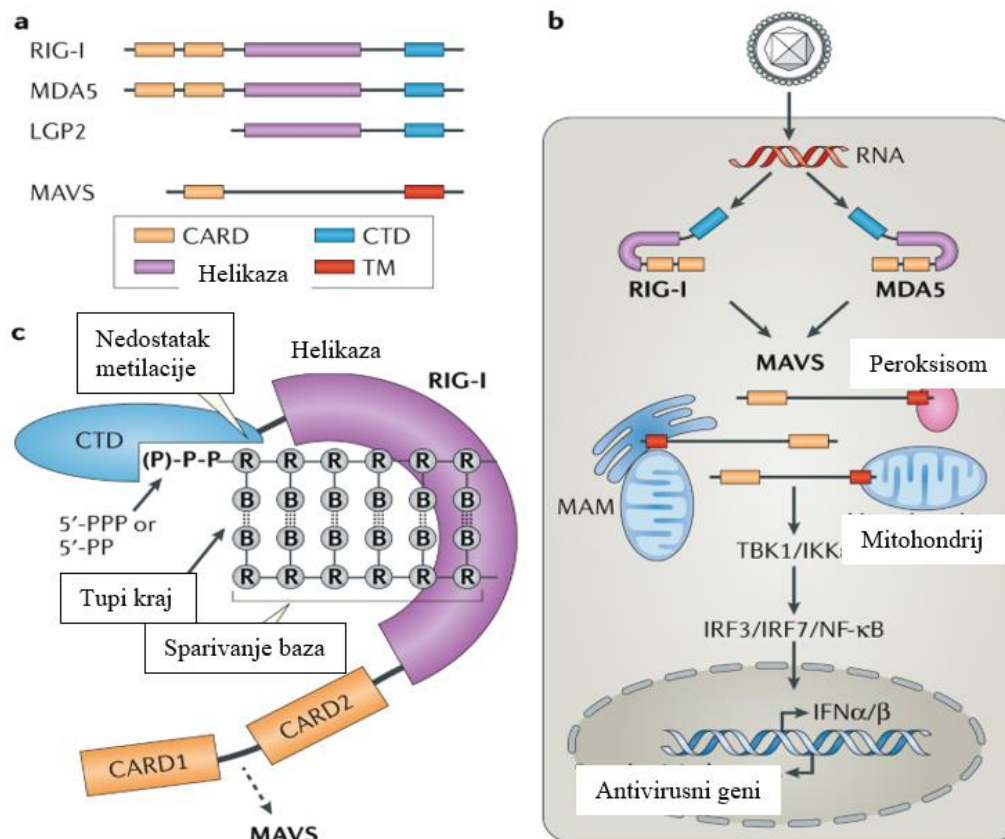 a
RIG-I
MDA5
LGP2
MAVS
CARD
CTD
Helikaza
TM
b
RNA
RIG-I
MDA5
MAVS
Peroksisom
MAM
Mitohondrij
TBK1/IKK
IRF3/IRF7/NF-κB
IFNα/β
Antivirusni geni
c
Nedostatak
metilacije
Helikaza
RIG-I
CTD
(P)-P-P
R R R R R R
B B B B B B
B B B B B B
R R R R R R
5′-PPP or
5′-PP
Tupi kraj
Sparivanje baza
CARD2
CARD1
MAVS